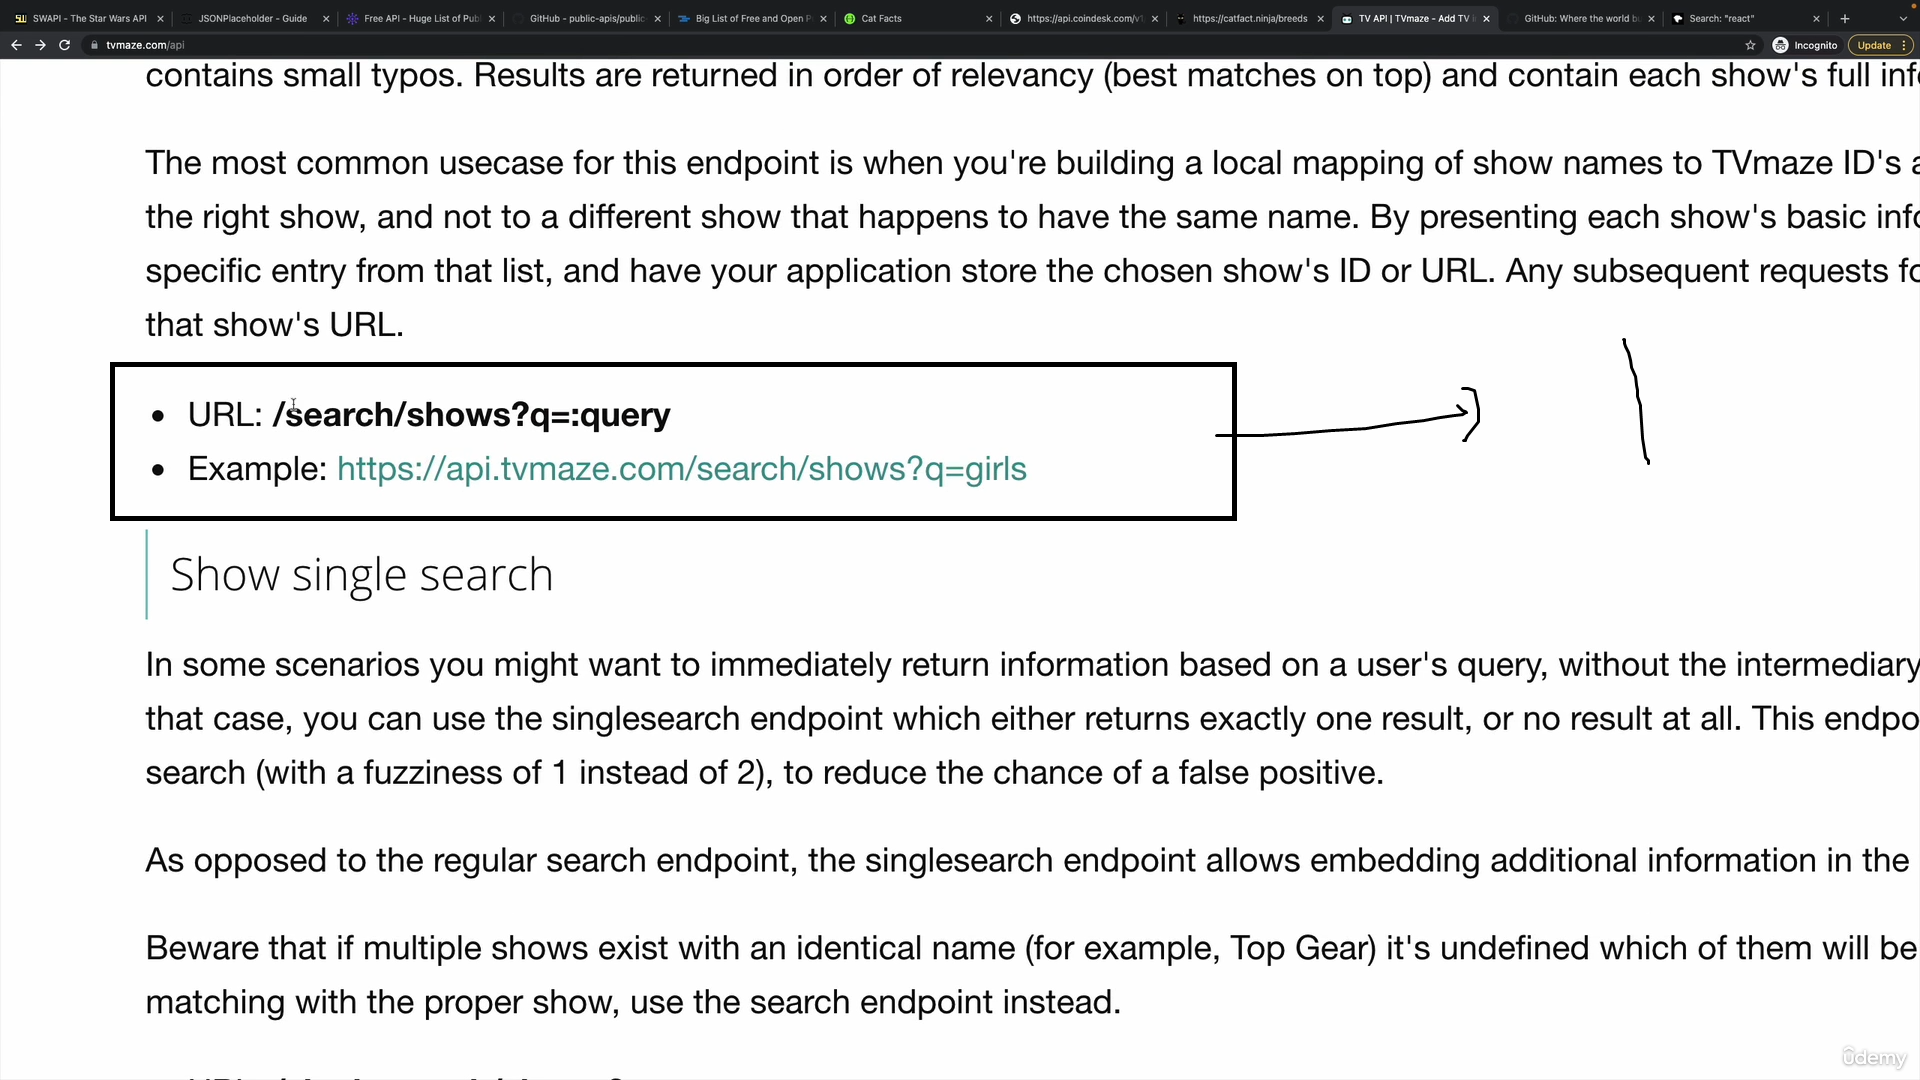 SWAPI - The Star Wars API
JSONPlaceholder - Guide
Free API - Huge List of Pub
GitHub - public-apis/public
Big List of Free and Open P
Cat Facts
https://api.coindesk.com/v1
https://catfact.ninja/breeds
TV API | TVmaze - Add TV i
GitHub: Where the world bu
Search: "react"
tvmaze.com/api
Incognito
Update
contains small typos. Results are returned in order of relevancy (best matches on top) and contain each show's full inf
The most common usecase for this endpoint is when you're building a local mapping of show names to TVmaze ID's a
the right show, and not to a different show that happens to have the same name. By presenting each show's basic info
specific entry from that list, and have your application store the chosen show's ID or URL. Any subsequent requests fo
that show's URL.
• URL: /search/shows?q=:query
• Example: https://api.tvmaze.com/search/shows?q=girls
Show single search
In some scenarios you might want to immediately return information based on a user's query, without the intermediary
that case, you can use the singlesearch endpoint which either returns exactly one result, or no result at all. This endpo
search (with a fuzziness of 1 instead of 2), to reduce the chance of a false positive.
As opposed to the regular search endpoint, the singlesearch endpoint allows embedding additional information in the
Beware that if multiple shows exist with an identical name (for example, Top Gear) it's undefined which of them will be
matching with the proper show, use the search endpoint instead.
udemy